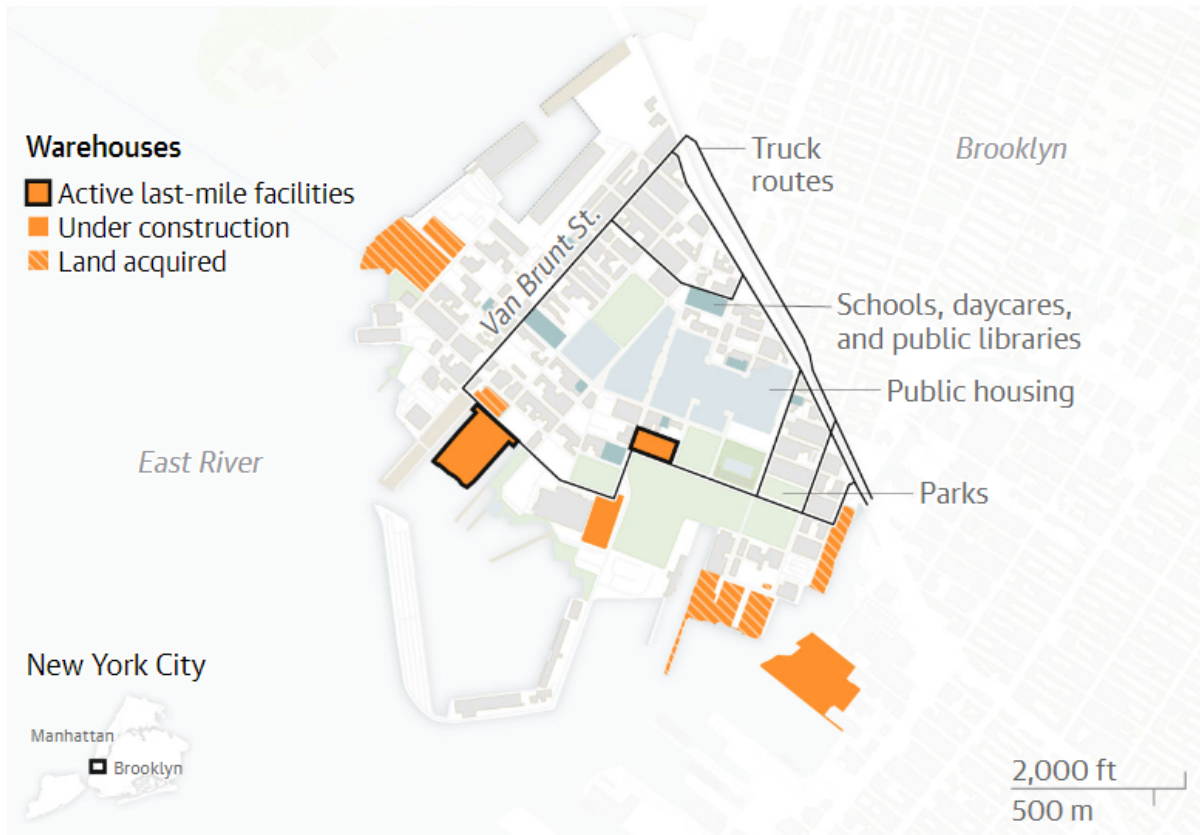 Warehouses
Active last-mile facilities
Under construction
Land acquired
Truck
routes
Brooklyn
Van Brunt St.
Schools, daycares,
and public libraries
Public housing
East River
Parks
New York City
Manhattan
Brooklyn
2,000 ft
500 m